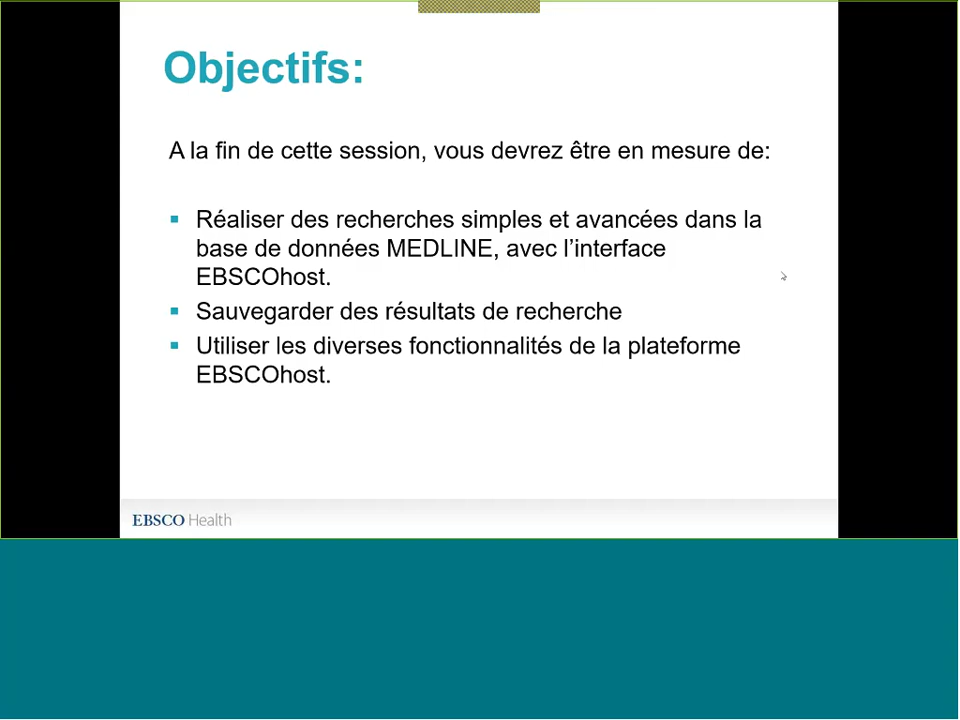 Objectifs:
A la fin de cette session, vous devrez être en mesure de:
▪ Réaliser des recherches simples et avancées dans la
base de données MEDLINE, avec l’interface
EBSCOhost.
▪ Sauvegarder des résultats de recherche
▪ Utiliser les diverses fonctionnalités de la plateforme
EBSCOhost.
EBSCO Health